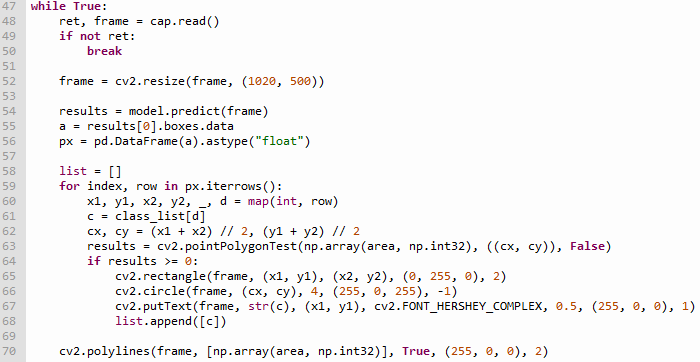 47 while True:
48     ret, frame = cap.read()
49     if not ret:
50         break
51
52     frame = cv2.resize(frame, (1020, 500))
53
54     results = model.predict(frame)
55     a = results[0].boxes.data
56     px = pd.DataFrame(a).astype("float")
57
58     list = []
59     for index, row in px.iterrows():
60         x1, y1, x2, y2, _, d = map(int, row)
61         c = class_list[d]
62         cx, cy = (x1 + x2) // 2, (y1 + y2) // 2
63         results = cv2.pointPolygonTest(np.array(area, np.int32), ((cx, cy)), False)
64         if results >= 0:
65             cv2.rectangle(frame, (x1, y1), (x2, y2), (0, 255, 0), 2)
66             cv2.circle(frame, (cx, cy), 4, (255, 0, 255), -1)
67             cv2.putText(frame, str(c), (x1, y1), cv2.FONT_HERSHEY_COMPLEX, 0.5, (255, 0, 0), 1)
68             list.append([c])
69
70     cv2.polylines(frame, [np.array(area, np.int32)], True, (255, 0, 0), 2)